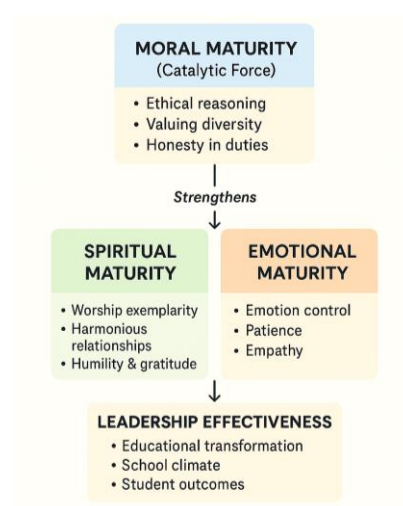 MORAL MATURITY
(Catalytic Force)
• Ethical reasoning
• Valuing diversity
• Honesty in duties
Strengthens
SPIRITUAL
MATURITY
• Worship exemplarity
• Harmonious
relationships
• Humility & gratitude
EMOTIONAL
MATURITY
• Emotion control
• Patience
• Empathy
LEADERSHIP EFFECTIVENESS
• Educational transformation
• School climate
• Student outcomes